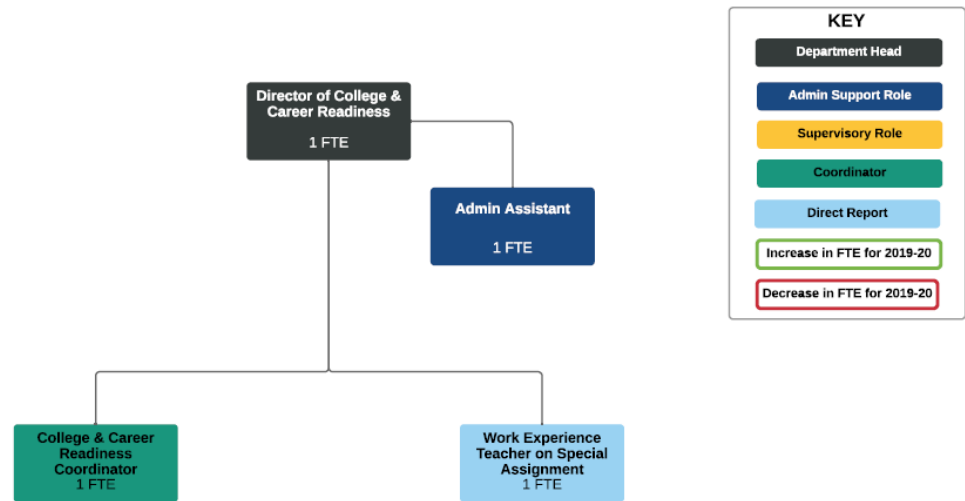 KEY
Department Head
Admin Support Role
Supervisory Role
Coordinator
Direct Report
Increase in FTE for 2019-20
Decrease in FTE for 2019-20
Director of College &
Career Readiness
1 FTE
Admin Assistant
1 FTE
College & Career
Readiness
Coordinator
1 FTE
Work Experience
Teacher on Special
Assignment
1 FTE